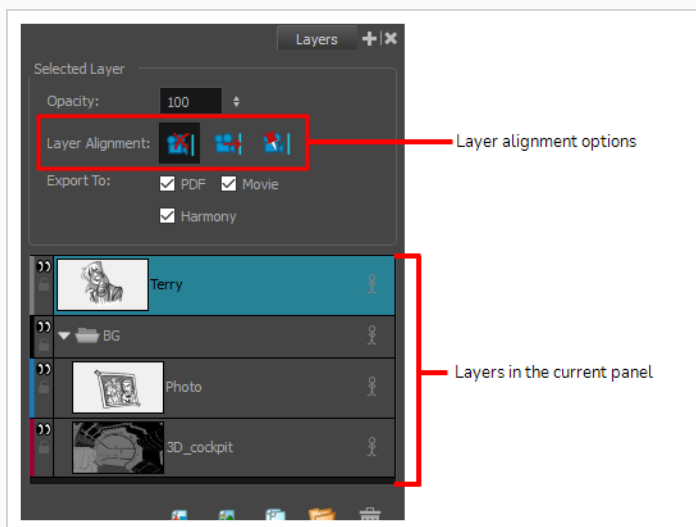 Layers
Selected Layer
Opacity: 100
Layer Alignment:
Layer alignment options
Export To: PDF Movie
Harmony
Terry
BG
Layers in the current panel
Photo
3D_cockpit